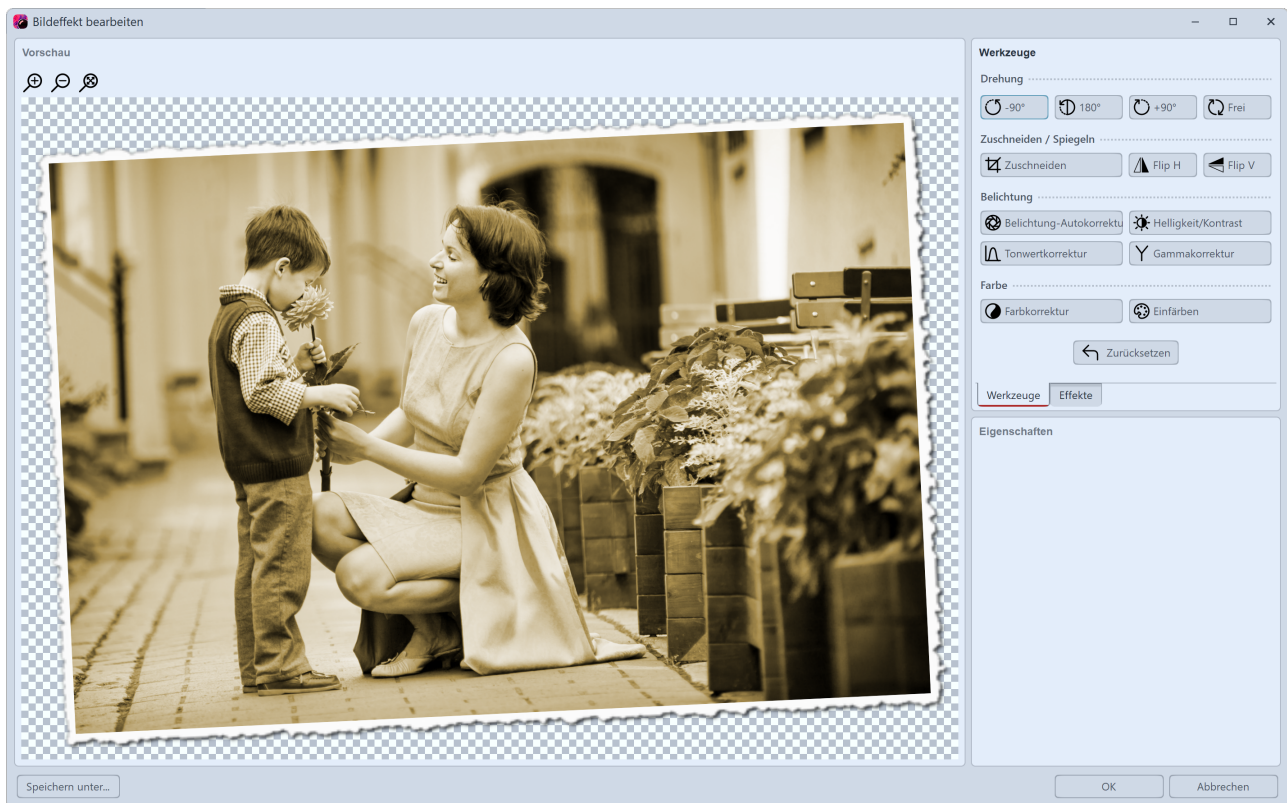 Bildeffekt bearbeiten
Vorschau
Werkzeuge
Drehung
-90° 180° +90° Frei
Zuschneiden / Spiegeln
Zuschneiden Flip H Flip V
Belichtung
Belichtung-Autokorrektu Helligkeit/Kontrast
Tonwertkorrektur Gammakorrektur
Farbe
Farbkorrektur Einfärben
Zurücksetzen
Werkzeuge Effekte
Eigenschaften
Speichern unter... OK Abbrechen